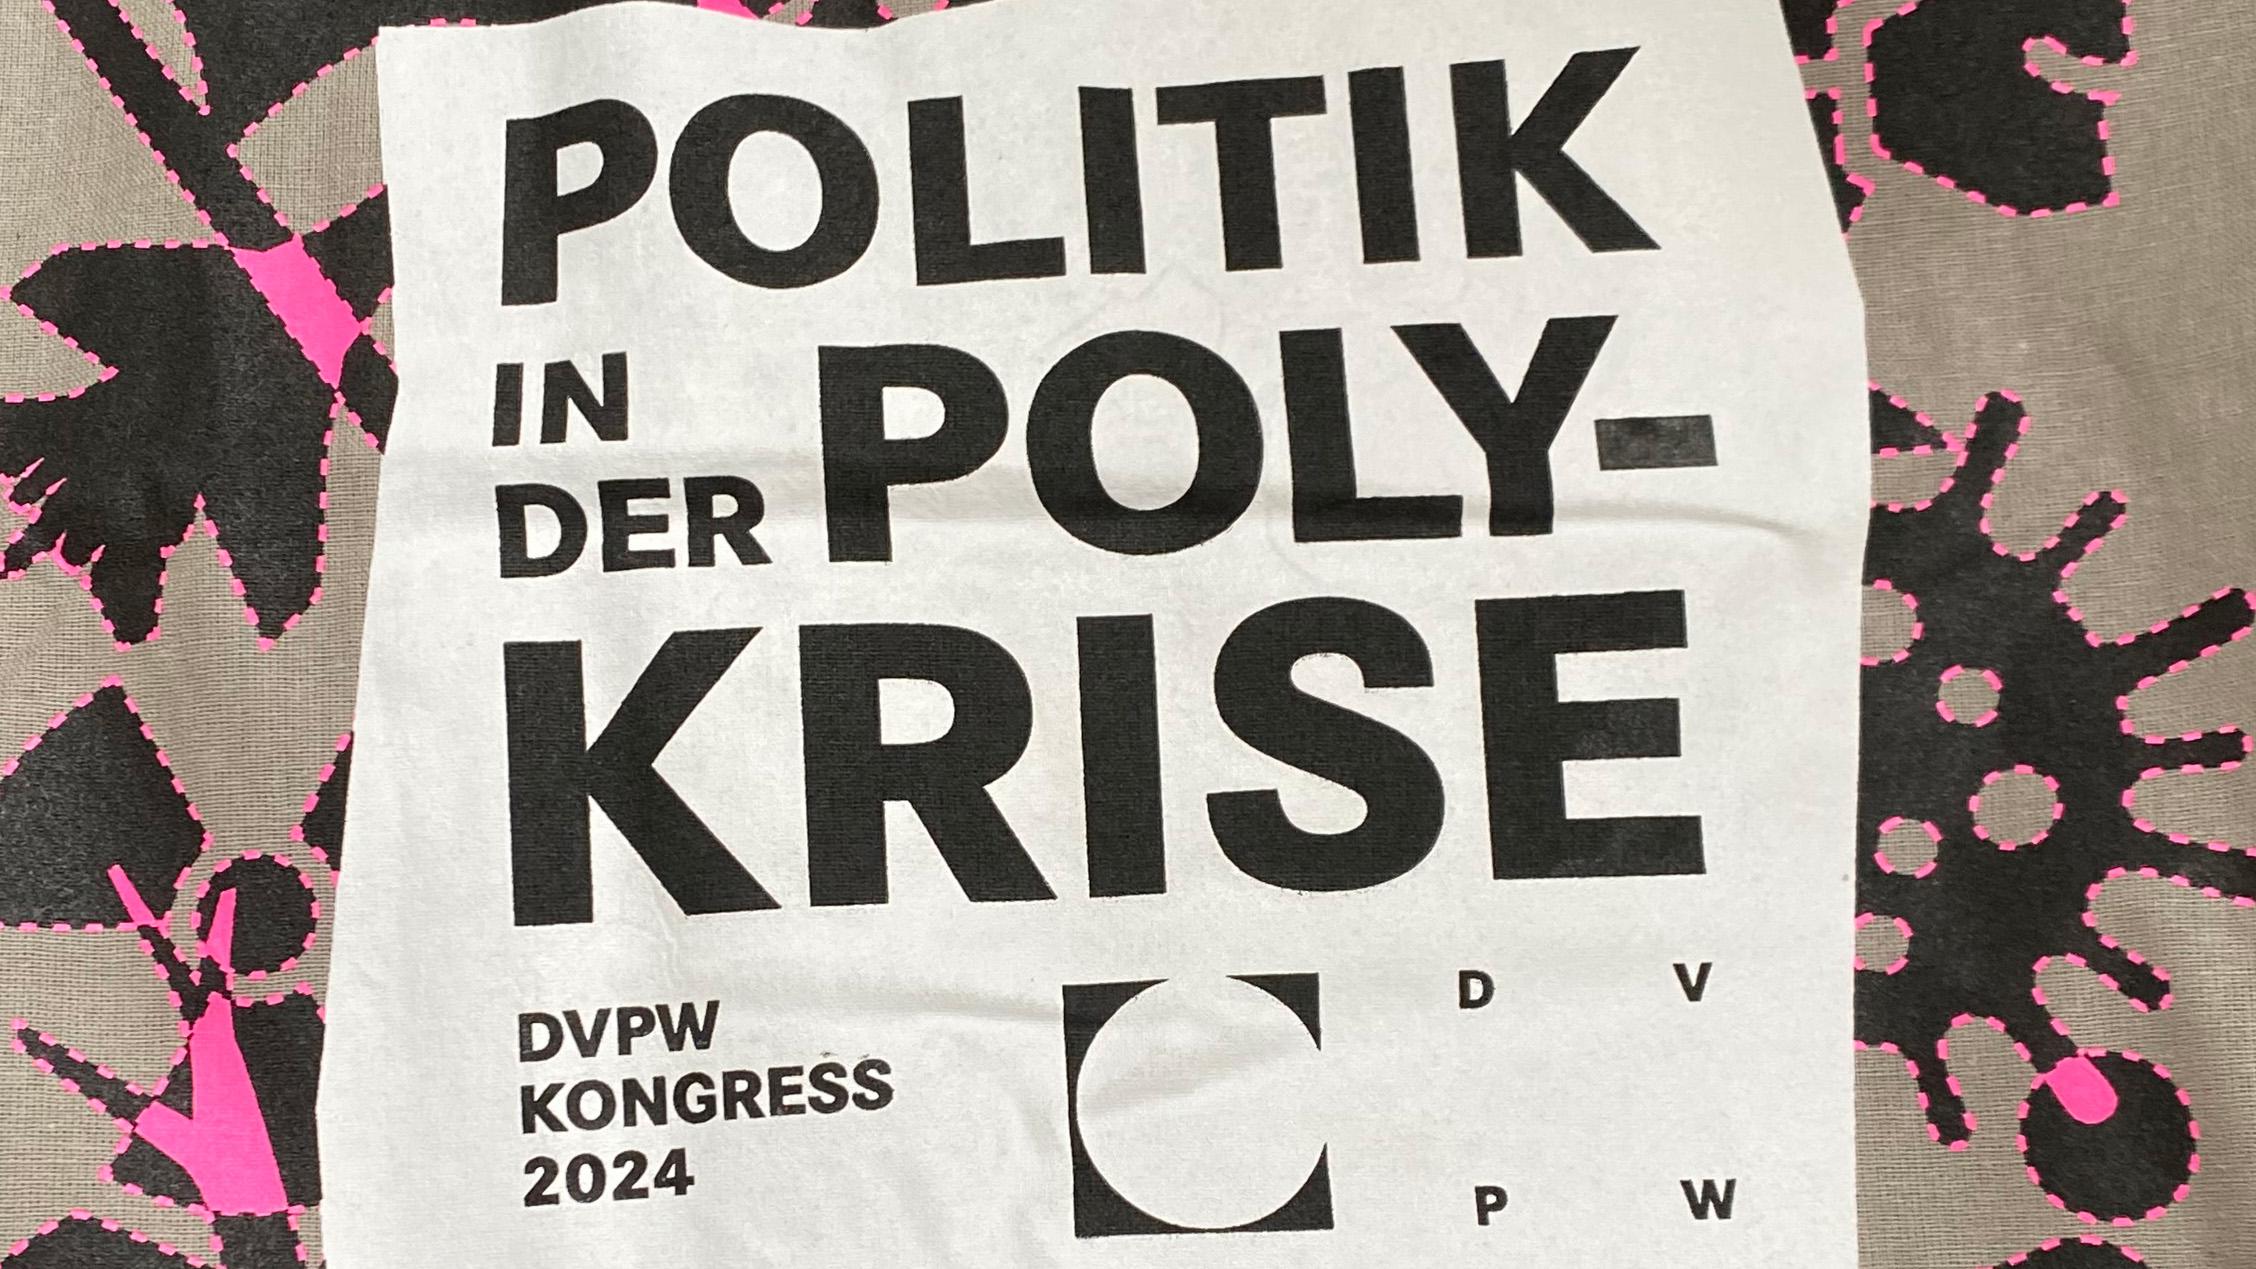 POLITIK
IN
DER POLY-
KRISE
DVPW
KONGRESS
2024
D V
P W